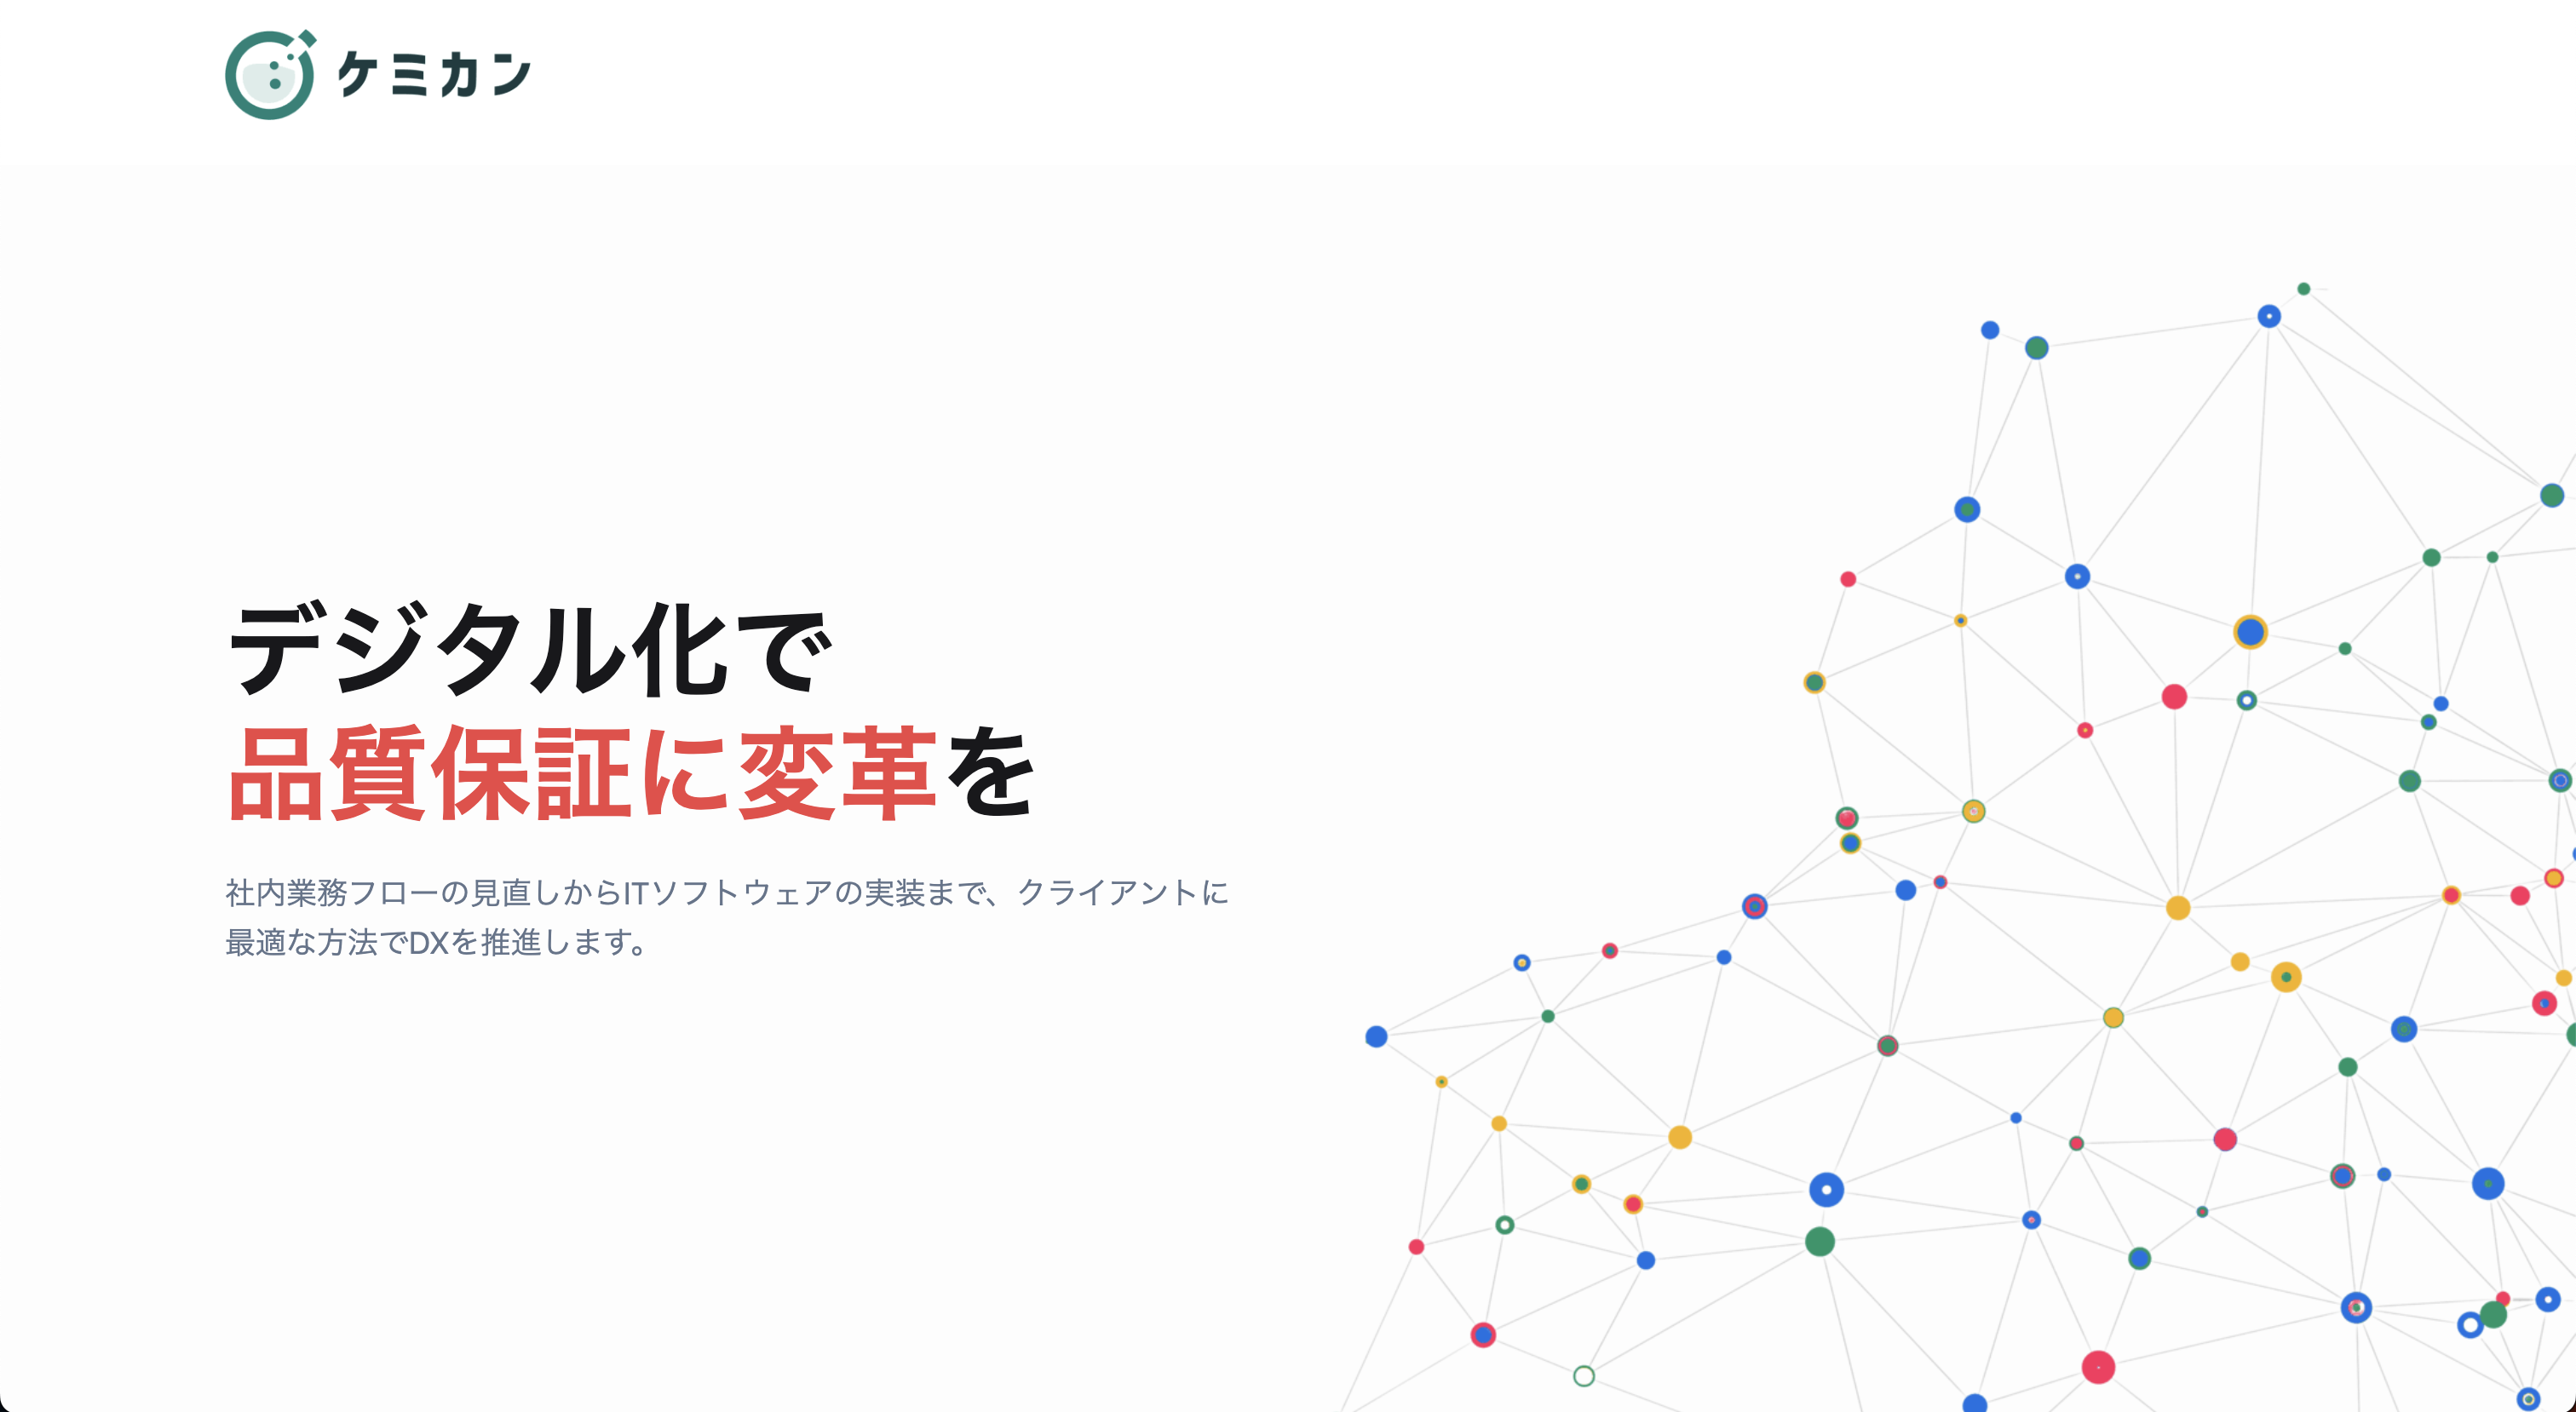 ケミカン
デジタル化で
品質保証に変革を
社内業務フローの見直しからITソフトウェアの実装まで、クライアントに
最適な方法でDXを推進します。